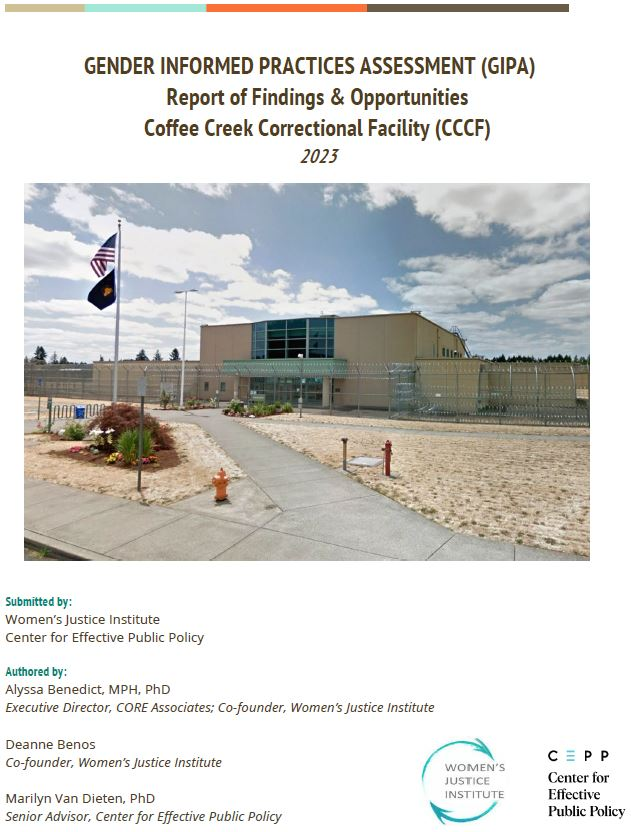 GENDER INFORMED PRACTICES ASSESSMENT (GIPA)
Report of Findings & Opportunities
Coffee Creek Correctional Facility (CCCF)
2023
Submitted by:
Women's Justice Institute
Center for Effective Public Policy
Authored by:
Alyssa Benedict, MPH, PhD
Executive Director, CORE Associates; Co-founder, Women's Justice Institute
Deanne Benos
Co-founder, Women's Justice Institute
Marilyn Van Dieten, PhD
Senior Advisor, Center for Effective Public Policy
WOMEN'S
JUSTICE
INSTITUTE
CEPP
Center for
Effective
Public Policy